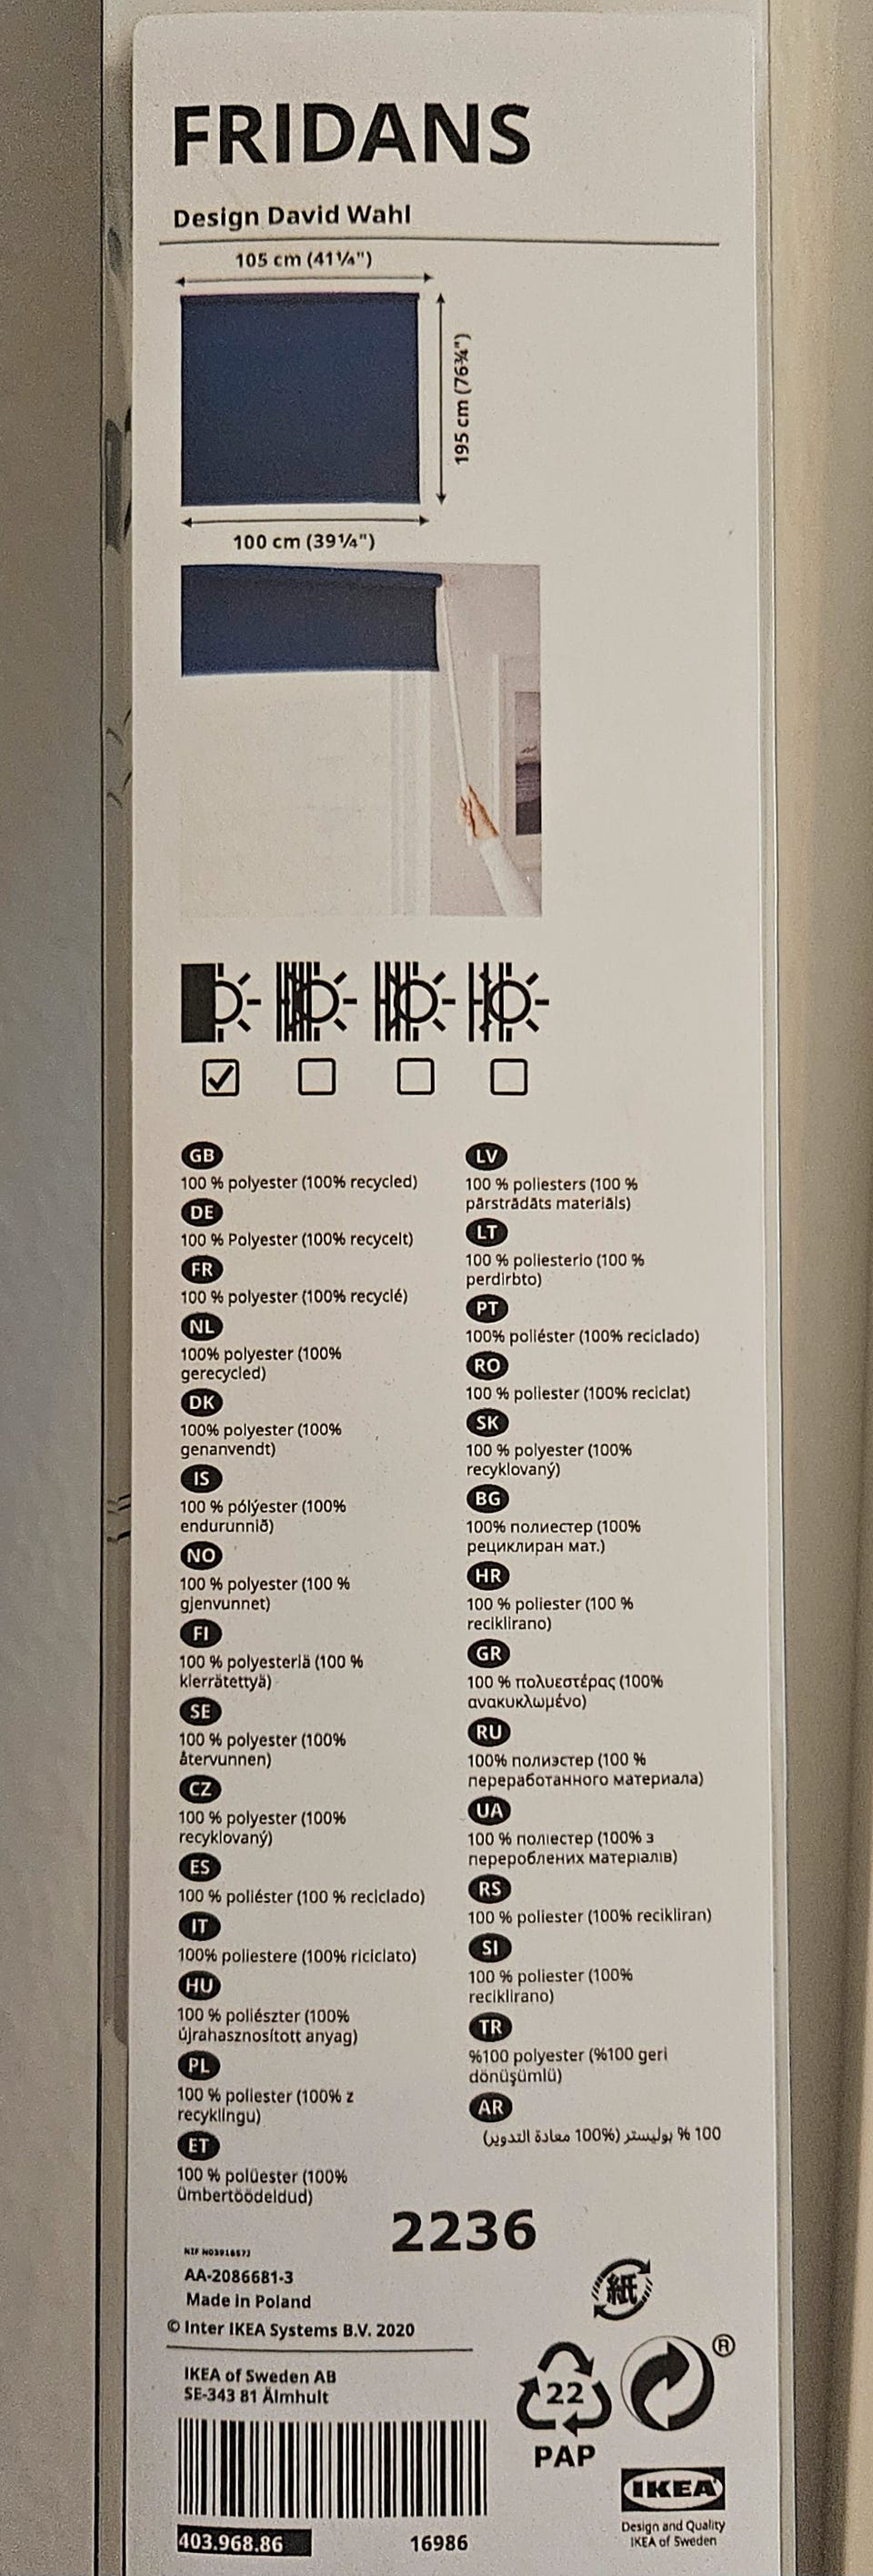 FRIDANS
Design David Wahl
105 cm (41¼")
195 cm (76¾")
100 cm (39¼")
GB
100 % polyester (100% recycled)
DE
100 % Polyester (100% recycelt)
FR
100 % polyester (100% recyclé)
NL
100% polyester (100%
gerecycled)
DK
100% polyester (100%
genanvendt)
IS
100 % pólýester (100%
endurunnið)
NO
100 % polyester (100 %
gjenvunnet)
FI
100 % polyesteriä (100 %
kierrätettyä)
SE
100 % polyester (100%
återvunnen)
CZ
100 % polyester (100%
recyklovaný)
ES
100 % poliéster (100 % reciclado)
IT
100% poliestere (100% riciclato)
HU
100 % poliészter (100%
újrahasznosított anyag)
PL
100 % poliester (100% z
recyklingu)
ET
100 % polüester (100%
ümbertöödeldud)
LV
100 % poliesters (100 %
pārstrādāts materiāls)
LT
100 % poliesterio (100 %
perdirbto)
PT
100% poliéster (100% reciclado)
RO
100 % poliester (100% reciclat)
SK
100 % polyester (100%
recyklovaný)
BG
100% полиестер (100%
рециклиран мат.)
HR
100 % poliester (100 %
reciklirano)
GR
100 % πολυεστέρας (100%
ανακυκλωμένο)
RU
100% полиэстер (100 %
переработанного материала)
UA
100 % поліестер (100% з
перероблених матеріалів)
RS
100 % poliester (100% recikliran)
SI
100 % poliester (100%
reciklirano)
TR
%100 polyester (%100 geri
dönüşümlü)
AR
100 % بوليستر (100% معادة التدوير)
2236
AA-2086681-3
Made in Poland
© Inter IKEA Systems B.V. 2020
紙
IKEA of Sweden AB
SE-343 81 Älmhult
22
PAP
®
IKEA
Design and Quality
IKEA of Sweden
403.968.86
16986